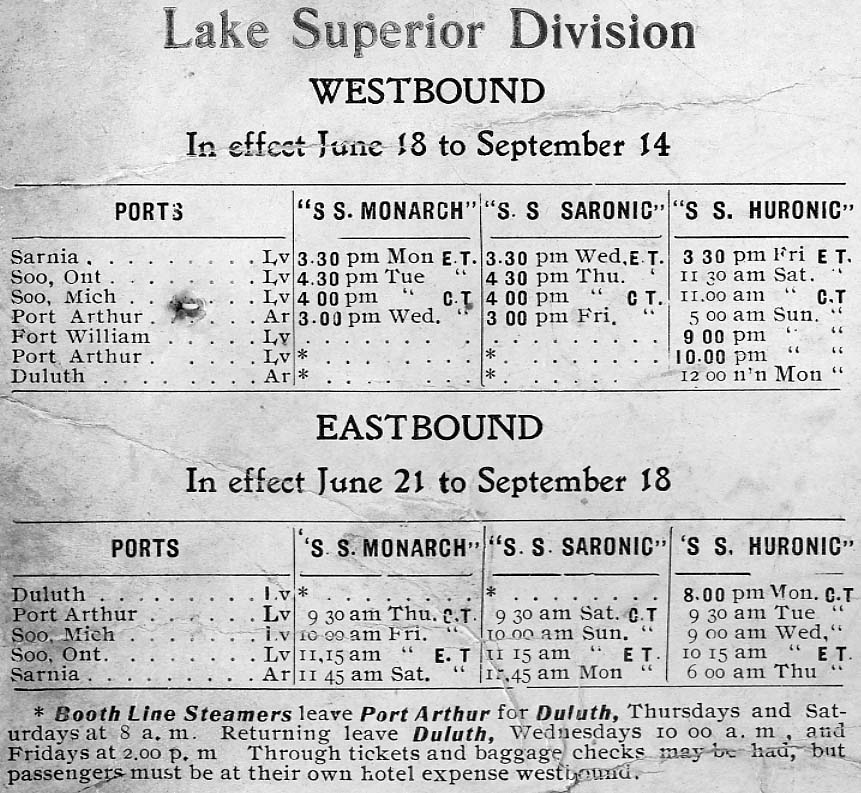 Lake Superior Division
WESTBOUND
In effect June 18 to September 14
PORTS "S S. MONARCH" "S. S SARONIC" "S S. HURONIC"
Sarnia . . . . . . . . . Lv 3.30 pm Mon E.T. 3.30 pm Wed. E.T. 3 30 pm Fri E T.
Soo, Ont . . . . . . . . Lv 4.30 pm Tue " 4 30 pm Thu. ' 11 30 am Sat. "
Soo, Mich . . . . . . . Lv 4 00 pm " C.T 4 00 pm " C T. 11.00 am " C.T
Port Arthur . . . . . . Ar 3.00 pm Wed. " 3 00 pm Fri. " 5 00 am Sun. "
Fort William . . . . . . Lv . . . . . . . . . . . . . . . . 9 00 pm " "
Port Arthur . . . . . . Lv * . . . . . . . * . . . . . . . 10.00 pm " "
Duluth . . . . . . . . . Ar * . . . . . . . * . . . . . . . 12 00 n'n Mon "
EASTBOUND
In effect June 21 to September 18
PORTS 'S. S. MONARCH" "S. S. SARONIC" 'S S. HURONIC"
Duluth . . . . . . . . . Lv * . . . . . . . * . . . . . . . 8.00 pm Mon. C.T
Port Arthur . . . . . . Lv 9 30 am Thu. C.T. 9 30 am Sat. C.T 9 30 am Tue "
Soo, Mich . . . . . . . Lv 10 00 am Fri. " 10 00 am Sun. " 9 00 am Wed, "
Soo, Ont. . . . . . . . Lv 11,15 am " E. T 11 15 am " E T. 10 15 am " E T.
Sarnia . . . . . . . . . Ar 11 45 am Sat. " 11,45 am Mon " 6 00 am Thu "
* Booth Line Steamers leave Port Arthur for Duluth, Thursdays and Sat-
urdays at 8 a. m. Returning leave Duluth, Wednesdays 10 00 a. m , and
Fridays at 2.00 p. m Through tickets and baggage checks may be had, but
passengers must be at their own hotel expense westbound.